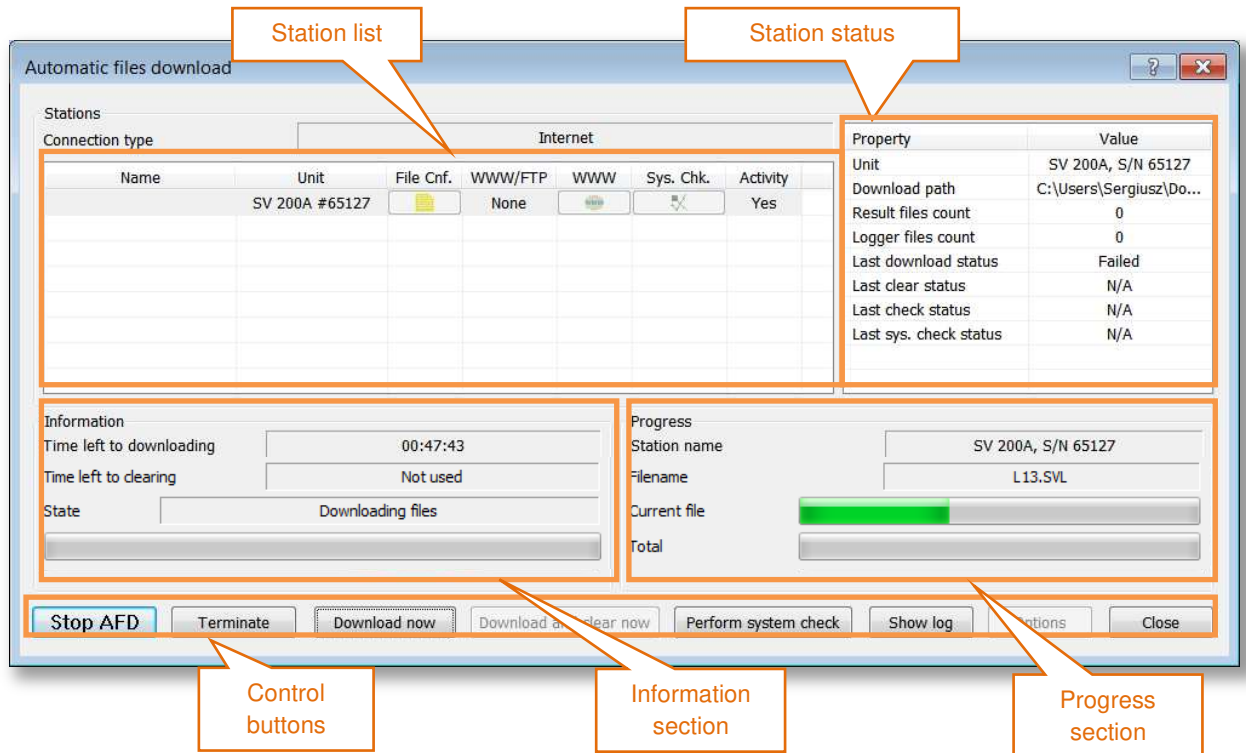 Station list
Station status
Automatic files download
?
Stations
Connection type Internet
Name Unit File Cnf. WWW/FTP WWW Sys. Chk. Activity
SV 200A #65127 None Yes
Property Value
Unit SV 200A, S/N 65127
Download path C:\Users\Sergiusz\Do...
Result files count 0
Logger files count 0
Last download status Failed
Last clear status N/A
Last check status N/A
Last sys. check status N/A
Information
Time left to downloading 00:47:43
Time left to clearing Not used
State Downloading files
Progress
Station name SV 200A, S/N 65127
Filename L13.SVL
Current file
Total
Stop AFD Terminate Download now Download and clear now Perform system check Show log Options Close
Control
buttons
Information
section
Progress
section